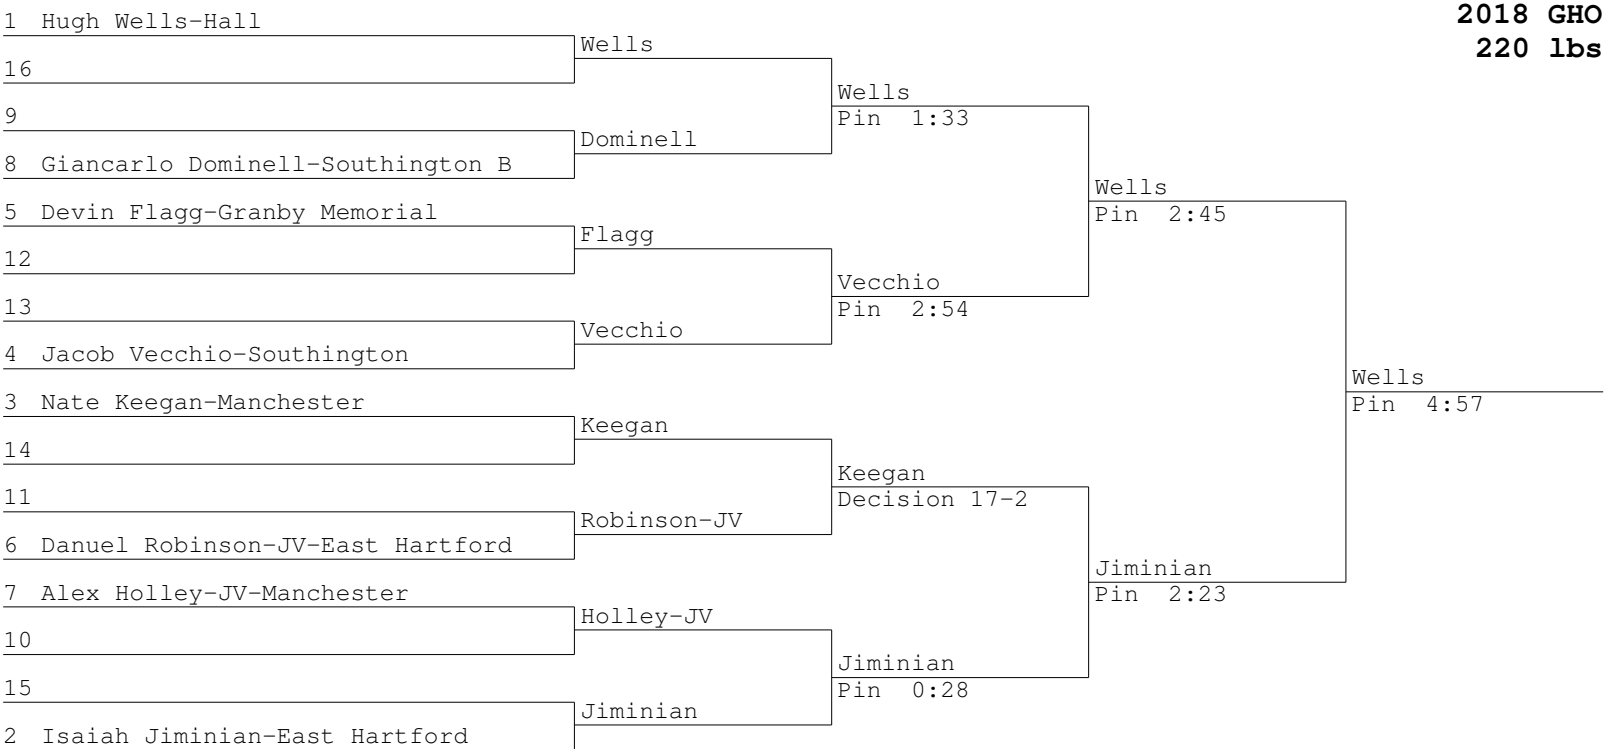 2018 GHO
220 lbs
1 Hugh Wells-Hall
16
9
8 Giancarlo Dominell-Southington B
5 Devin Flagg-Granby Memorial
12
13
4 Jacob Vecchio-Southington
3 Nate Keegan-Manchester
14
11
6 Danuel Robinson-JV-East Hartford
7 Alex Holley-JV-Manchester
10
15
2 Isaiah Jiminian-East Hartford
Wells
Dominell
Flagg
Vecchio
Keegan
Robinson-JV
Holley-JV
Jiminian
Wells
Pin 1:33
Vecchio
Pin 2:54
Keegan
Decision 17-2
Jiminian
Pin 0:28
Wells
Pin 2:45
Jiminian
Pin 2:23
Wells
Pin 4:57